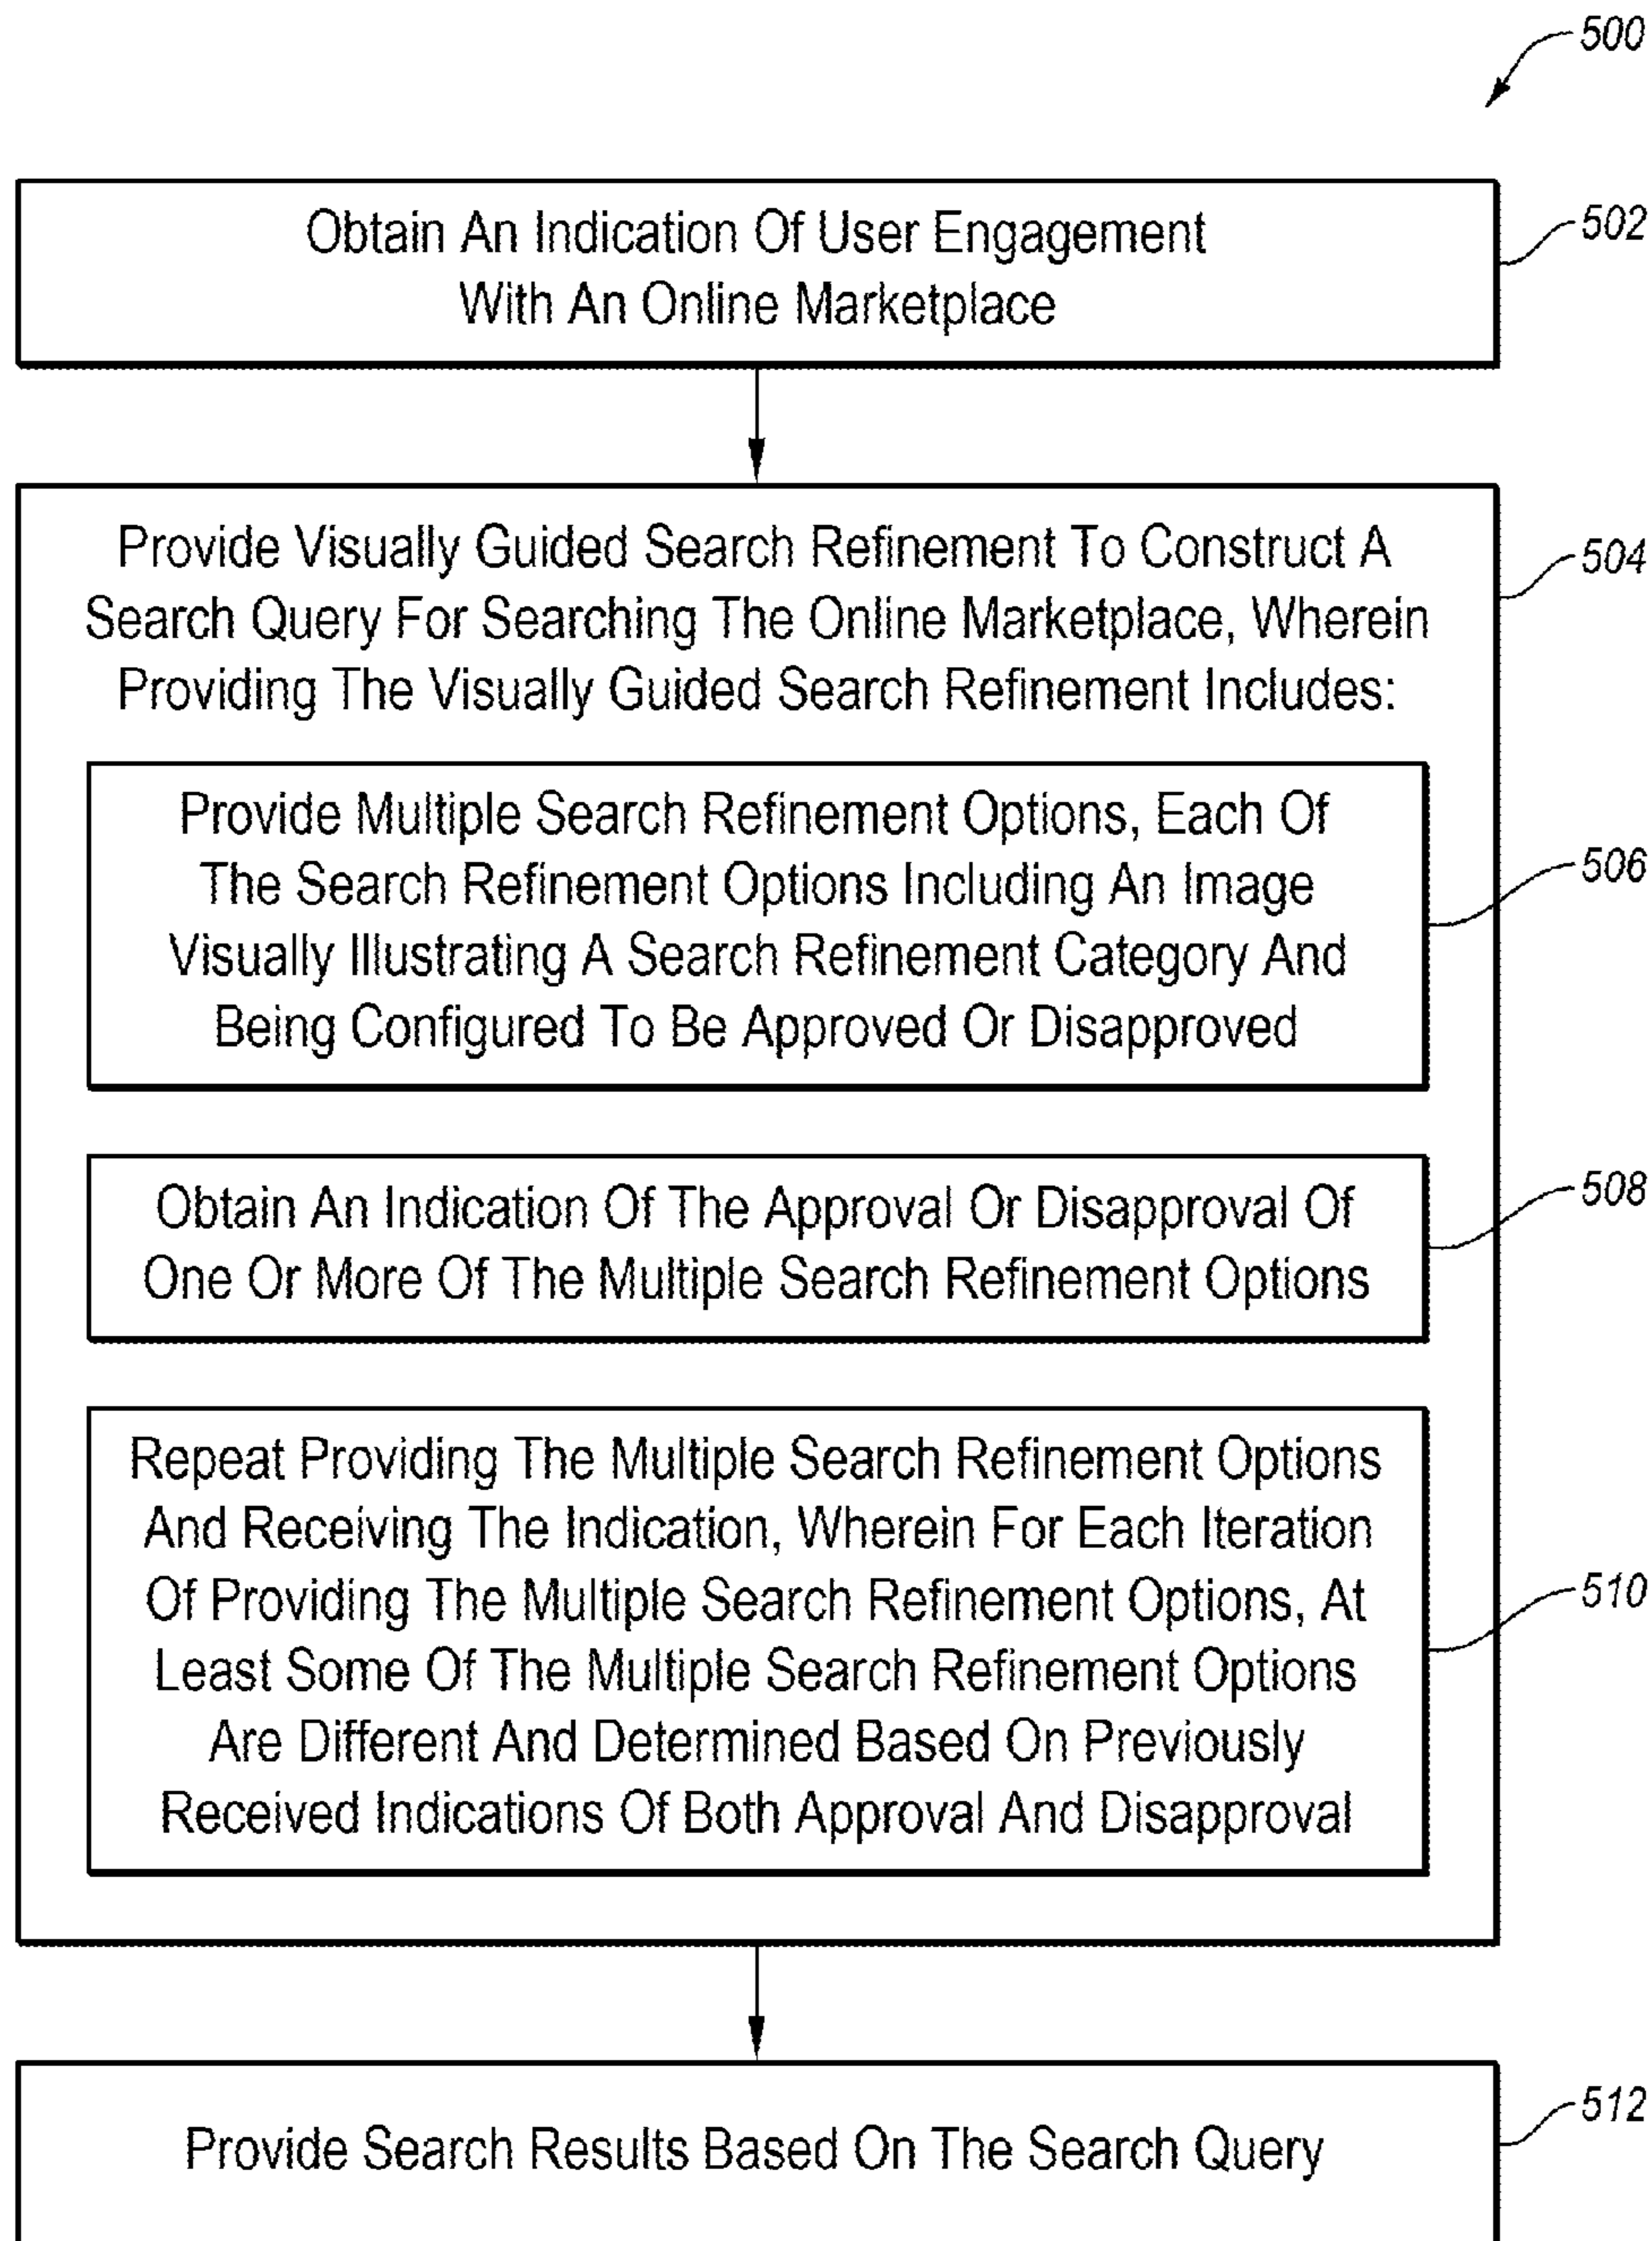 500
Obtain An Indication Of User Engagement
With An Online Marketplace
502
Provide Visually Guided Search Refinement To Construct A
Search Query For Searching The Online Marketplace, Wherein
Providing The Visually Guided Search Refinement Includes:
504
Provide Multiple Search Refinement Options, Each Of
The Search Refinement Options Including An Image
Visually Illustrating A Search Refinement Category And
Being Configured To Be Approved Or Disapproved
506
Obtain An Indication Of The Approval Or Disapproval Of
One Or More Of The Multiple Search Refinement Options
508
Repeat Providing The Multiple Search Refinement Options
And Receiving The Indication, Wherein For Each Iteration
Of Providing The Multiple Search Refinement Options, At
Least Some Of The Multiple Search Refinement Options
Are Different And Determined Based On Previously
Received Indications Of Both Approval And Disapproval
510
Provide Search Results Based On The Search Query
512